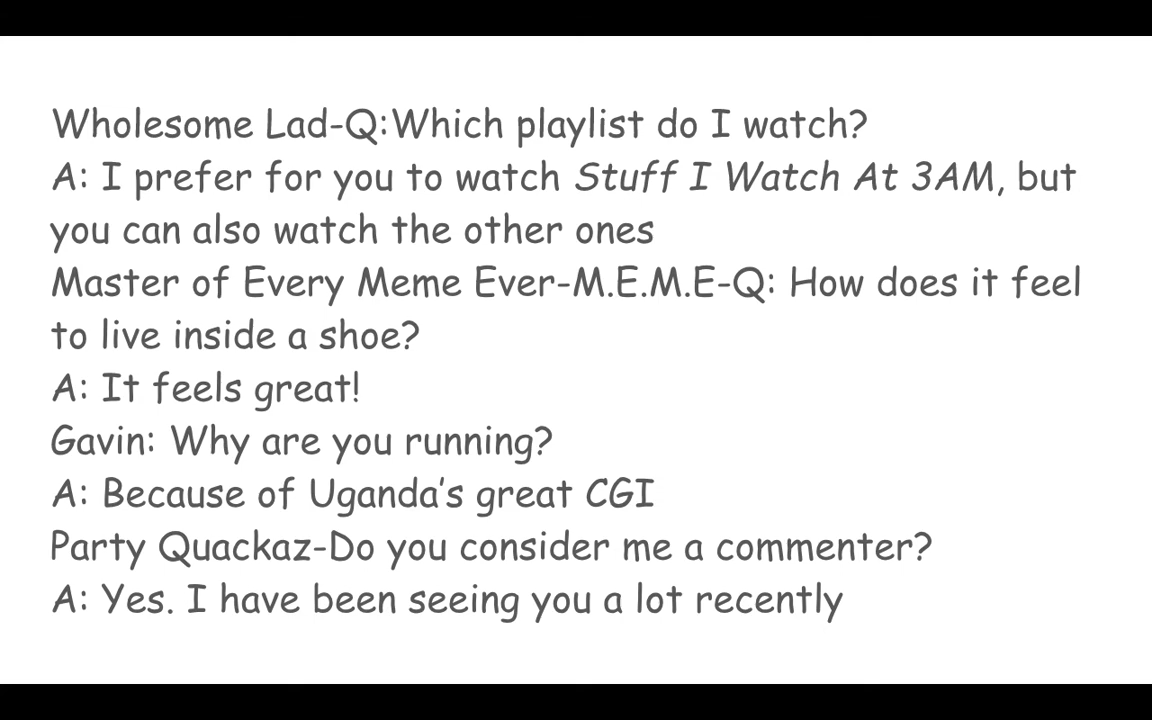 Wholesome Lad-Q:Which playlist do I watch?
A: I prefer for you to watch Stuff I Watch At 3AM, but
you can also watch the other ones
Master of Every Meme Ever-M.E.M.E-Q: How does it feel
to live inside a shoe?
A: It feels great!
Gavin: Why are you running?
A: Because of Uganda's great CGI
Party Quackaz-Do you consider me a commenter?
A: Yes. I have been seeing you a lot recently